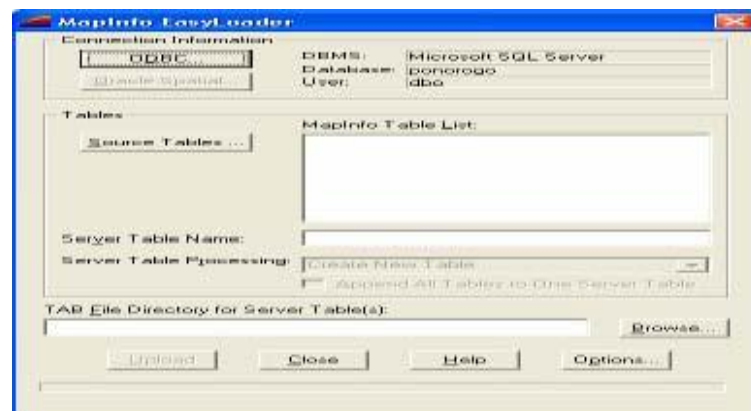 MapInfo EasyLoader
Connection Information
ODBC...
DBMS: Microsoft SQL Server
Oracle Spatial...
Database: ponorogo
User: dbo
Tables
MapInfo Table List:
Source Tables ...
Server Table Name:
Server Table Processing: Create New Table
Append All Tables to One Server Table
TAB File Directory for Server Table(s):
Browse...
Upload
Close
Help
Options...